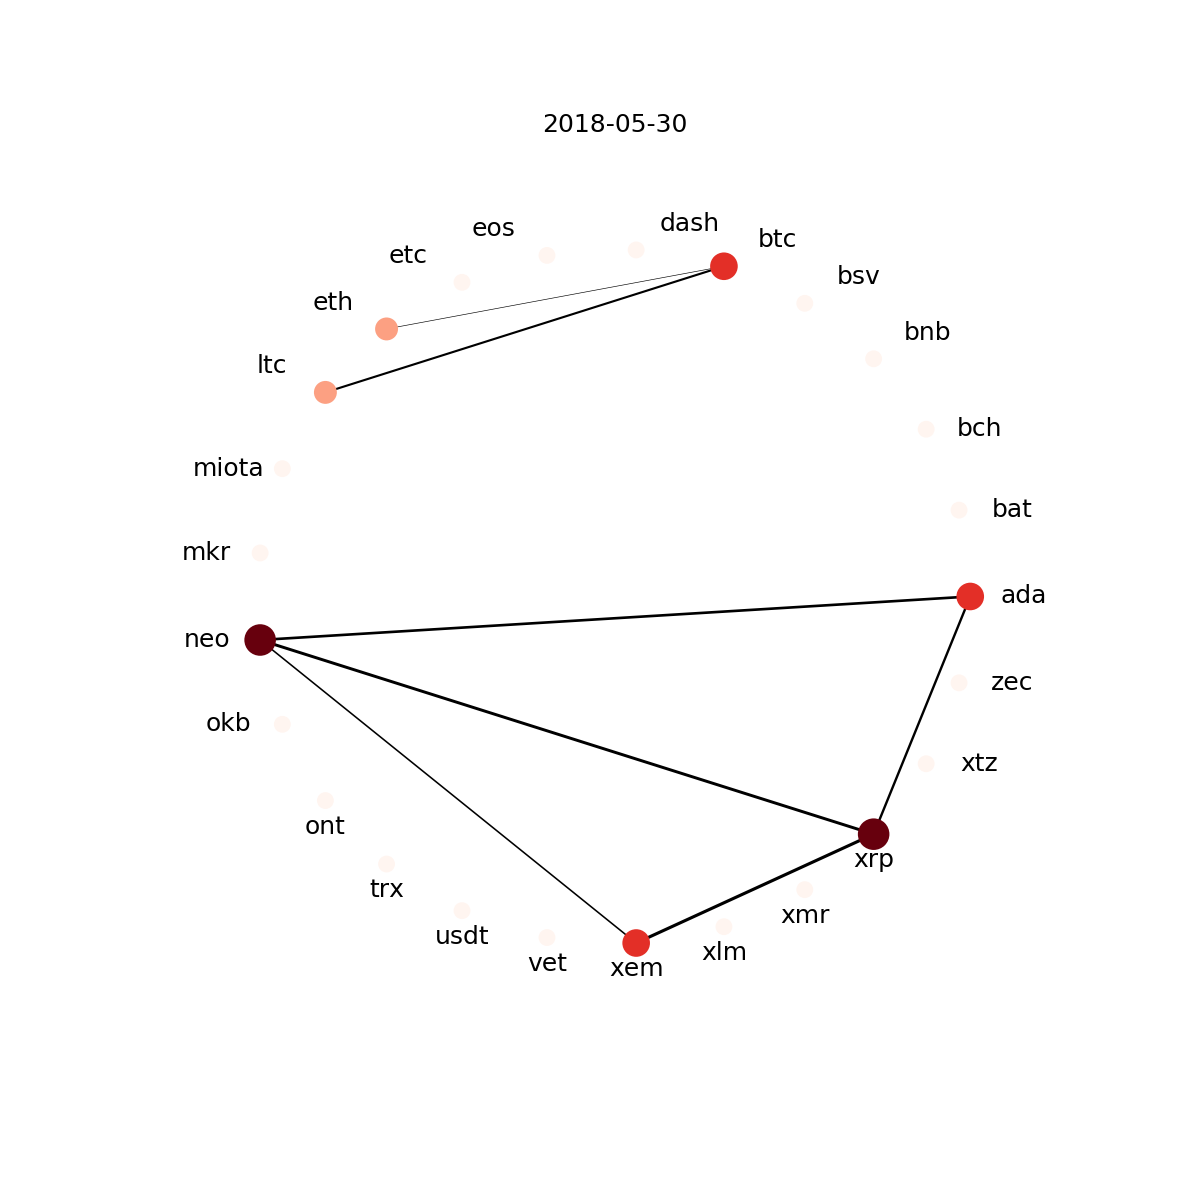 2018-05-30
dash
eos
btc
etc
bsv
eth
bnb
ltc
bch
miota
bat
mkr
ada
neo
zec
okb
xtz
ont
xrp
trx
xmr
usdt
xlm
vet
xem